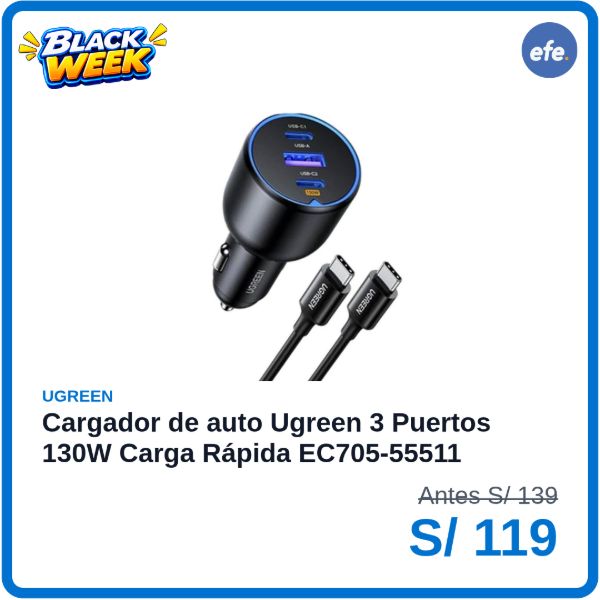 BLACK
WEEK
efe.
USB-C1
USB-A
USB-C2
130W
UGREEN
UGREEN
UGREEN
UGREEN
Cargador de auto Ugreen 3 Puertos
130W Carga Rápida EC705-55511
Antes S/ 139
S/ 119